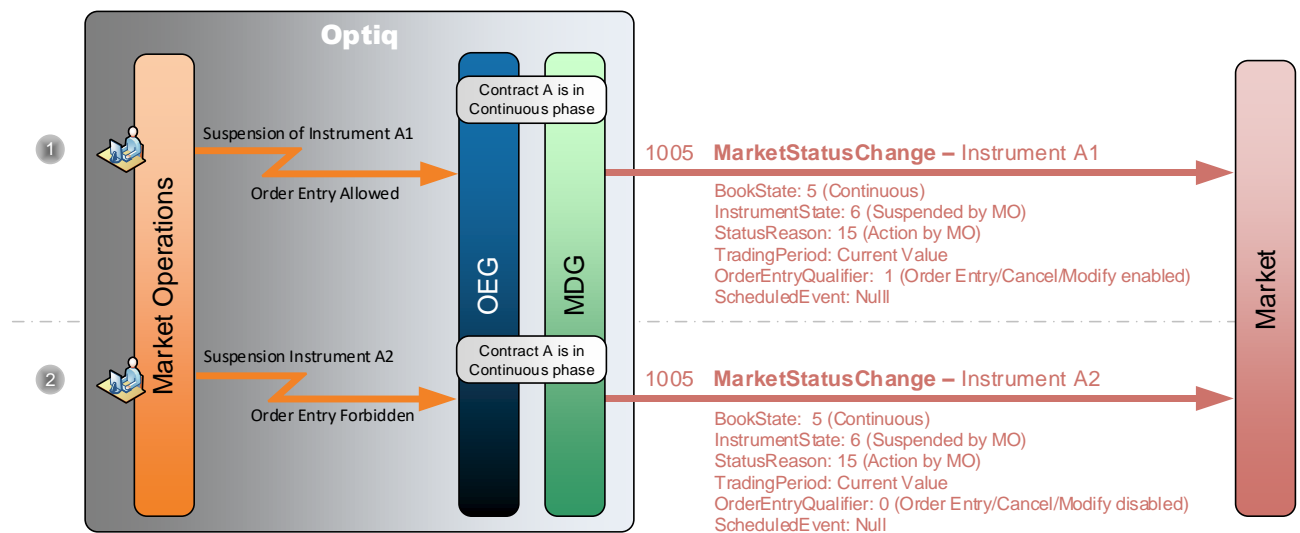 Optiq
Contract A is in
Continuous phase
1
Suspension of Instrument A1
Order Entry Allowed
1005 MarketStatusChange – Instrument A1
BookState: 5 (Continuous)
InstrumentState: 6 (Suspended by MO)
StatusReason: 15 (Action by MO)
TradingPeriod: Current Value
OrderEntryQualifier: 1 (Order Entry/Cancel/Modify enabled)
ScheduledEvent: Nulll
Market Operations
OEG
MDG
Market
Contract A is in
Continuous phase
2
Suspension Instrument A2
Order Entry Forbidden
1005 MarketStatusChange – Instrument A2
BookState: 5 (Continuous)
InstrumentState: 6 (Suspended by MO)
StatusReason: 15 (Action by MO)
TradingPeriod: Current Value
OrderEntryQualifier: 0 (Order Entry/Cancel/Modify disabled)
ScheduledEvent: Null